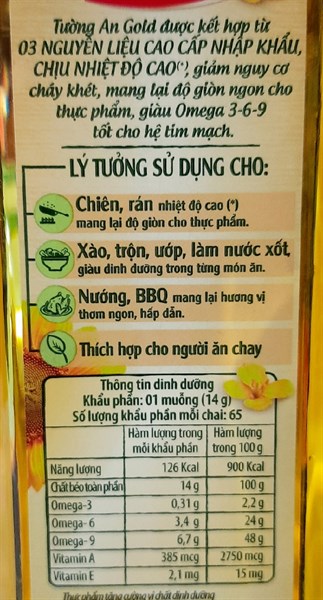 Tường An Gold được kết hợp từ
03 NGUYÊN LIỆU CAO CẤP NHẬP KHẨU,
CHỊU NHIỆT ĐỘ CAO(*), giảm nguy cơ
cháy khét, mang lại độ giòn ngon cho
thực phẩm, giàu Omega 3-6-9
tốt cho hệ tim mạch.
LÝ TƯỞNG SỬ DỤNG CHO:
Chiên, rán nhiệt độ cao (*)
mang lại độ giòn cho thực phẩm.
Xào, trộn, ướp, làm nước xốt,
giàu dinh dưỡng trong từng món ăn.
Nướng, BBQ mang lại hương vị
thơm ngon, hấp dẫn.
Thích hợp cho người ăn chay
Thông tin dinh dưỡng
Khẩu phần: 01 muỗng (14 g)
Số lượng khẩu phần mỗi chai: 65
Hàm lượng trong Hàm lượng
mỗi khẩu phần trong 100 g
Năng lượng 126 Kcal 900 Kcal
Chất béo toàn phần 14 g 100 g
Omega-3 0,31 g 2,2 g
Omega- 6 3,4 g 24 g
Omega- 9 6,7 g 48 g
Vitamin A 385 mcg 2750 mcg
Vitamin E 2,1 mg 15 mg
Thực phẩm tăng cường vi chất dinh dưỡng